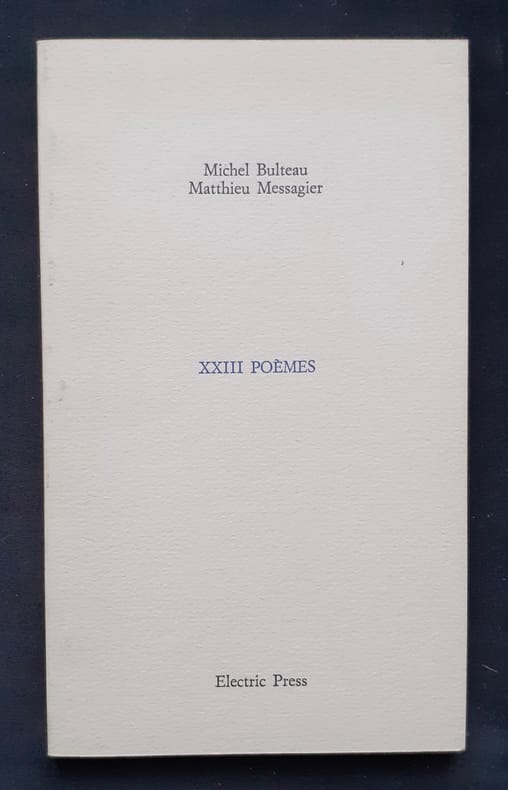 Michel Bulteau
Matthieu Messagier
XXIII POÈMES
Electric Press